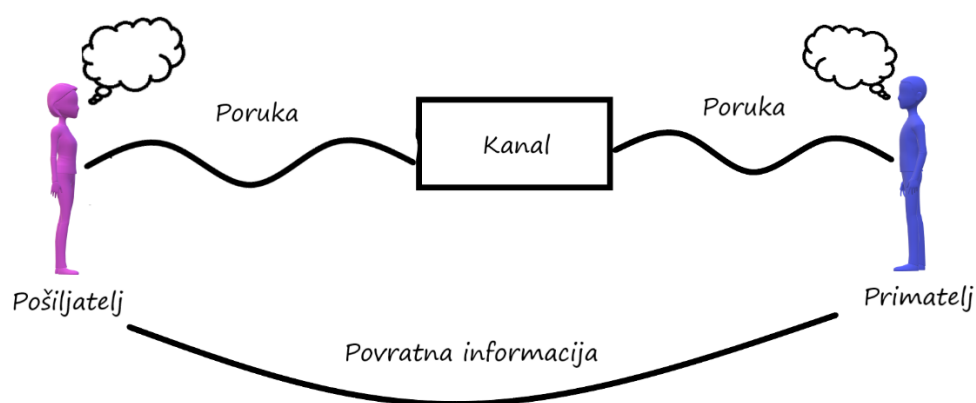 Poruka
Kanal
Poruka
Pošiljatelj
Primatelj
Povratna informacija